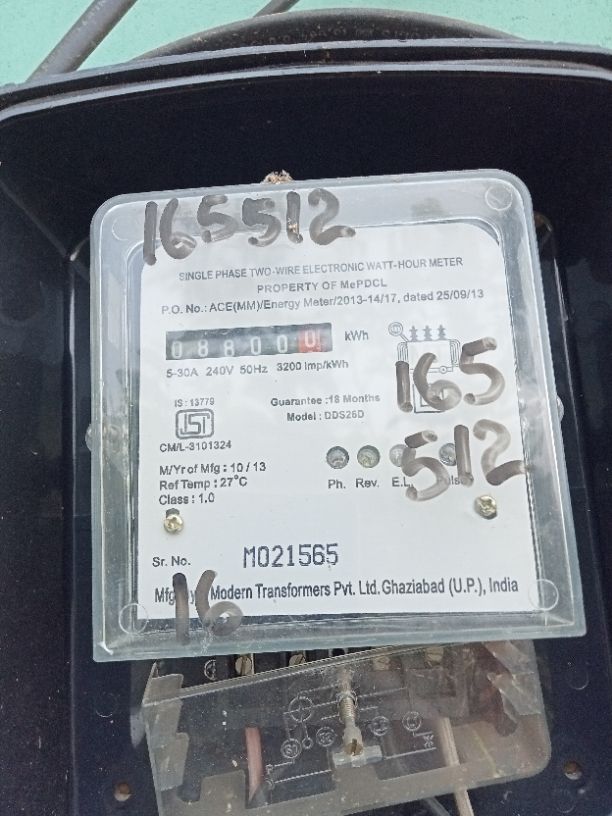 165512
SINGLE PHASE TWO-WIRE ELECTRONIC WATT-HOUR METER
PROPERTY OF MePDCL
P.O. No.: ACE(MM)/Energy Meter/2013-14/17, dated 25/09/13
088000 kWh
5-30A 240V 50Hz 3200 Imp/kWh
165
512
IS : 13779
CM/L-3101324
Guarantee :18 Months
Model : DDS26D
M/Yr of Mfg : 10 / 13
Ref Temp : 27°C
Class : 1.0
Ph. Rev. E.L.
Sr. No. M021565
16
Modern Transformers Pvt. Ltd. Ghaziabad (U.P.), India